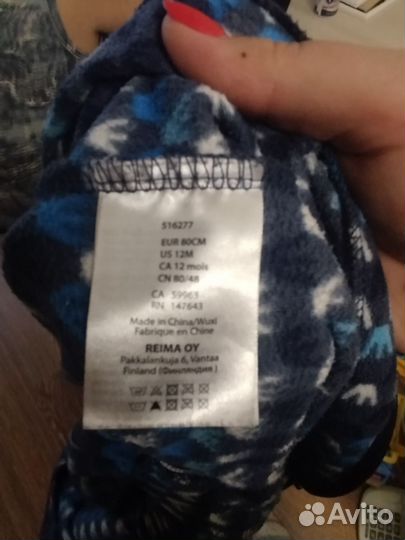 516277
EUR 80CM
US 12M
CA 12 mois
CN 80/48
CA 59963
RN 147643
Made in China/Wuxi
Fabriqué en Chine
REIMA OY
Pakkalankuja 6, Vantaa
Finland (Финляндия)
Avito